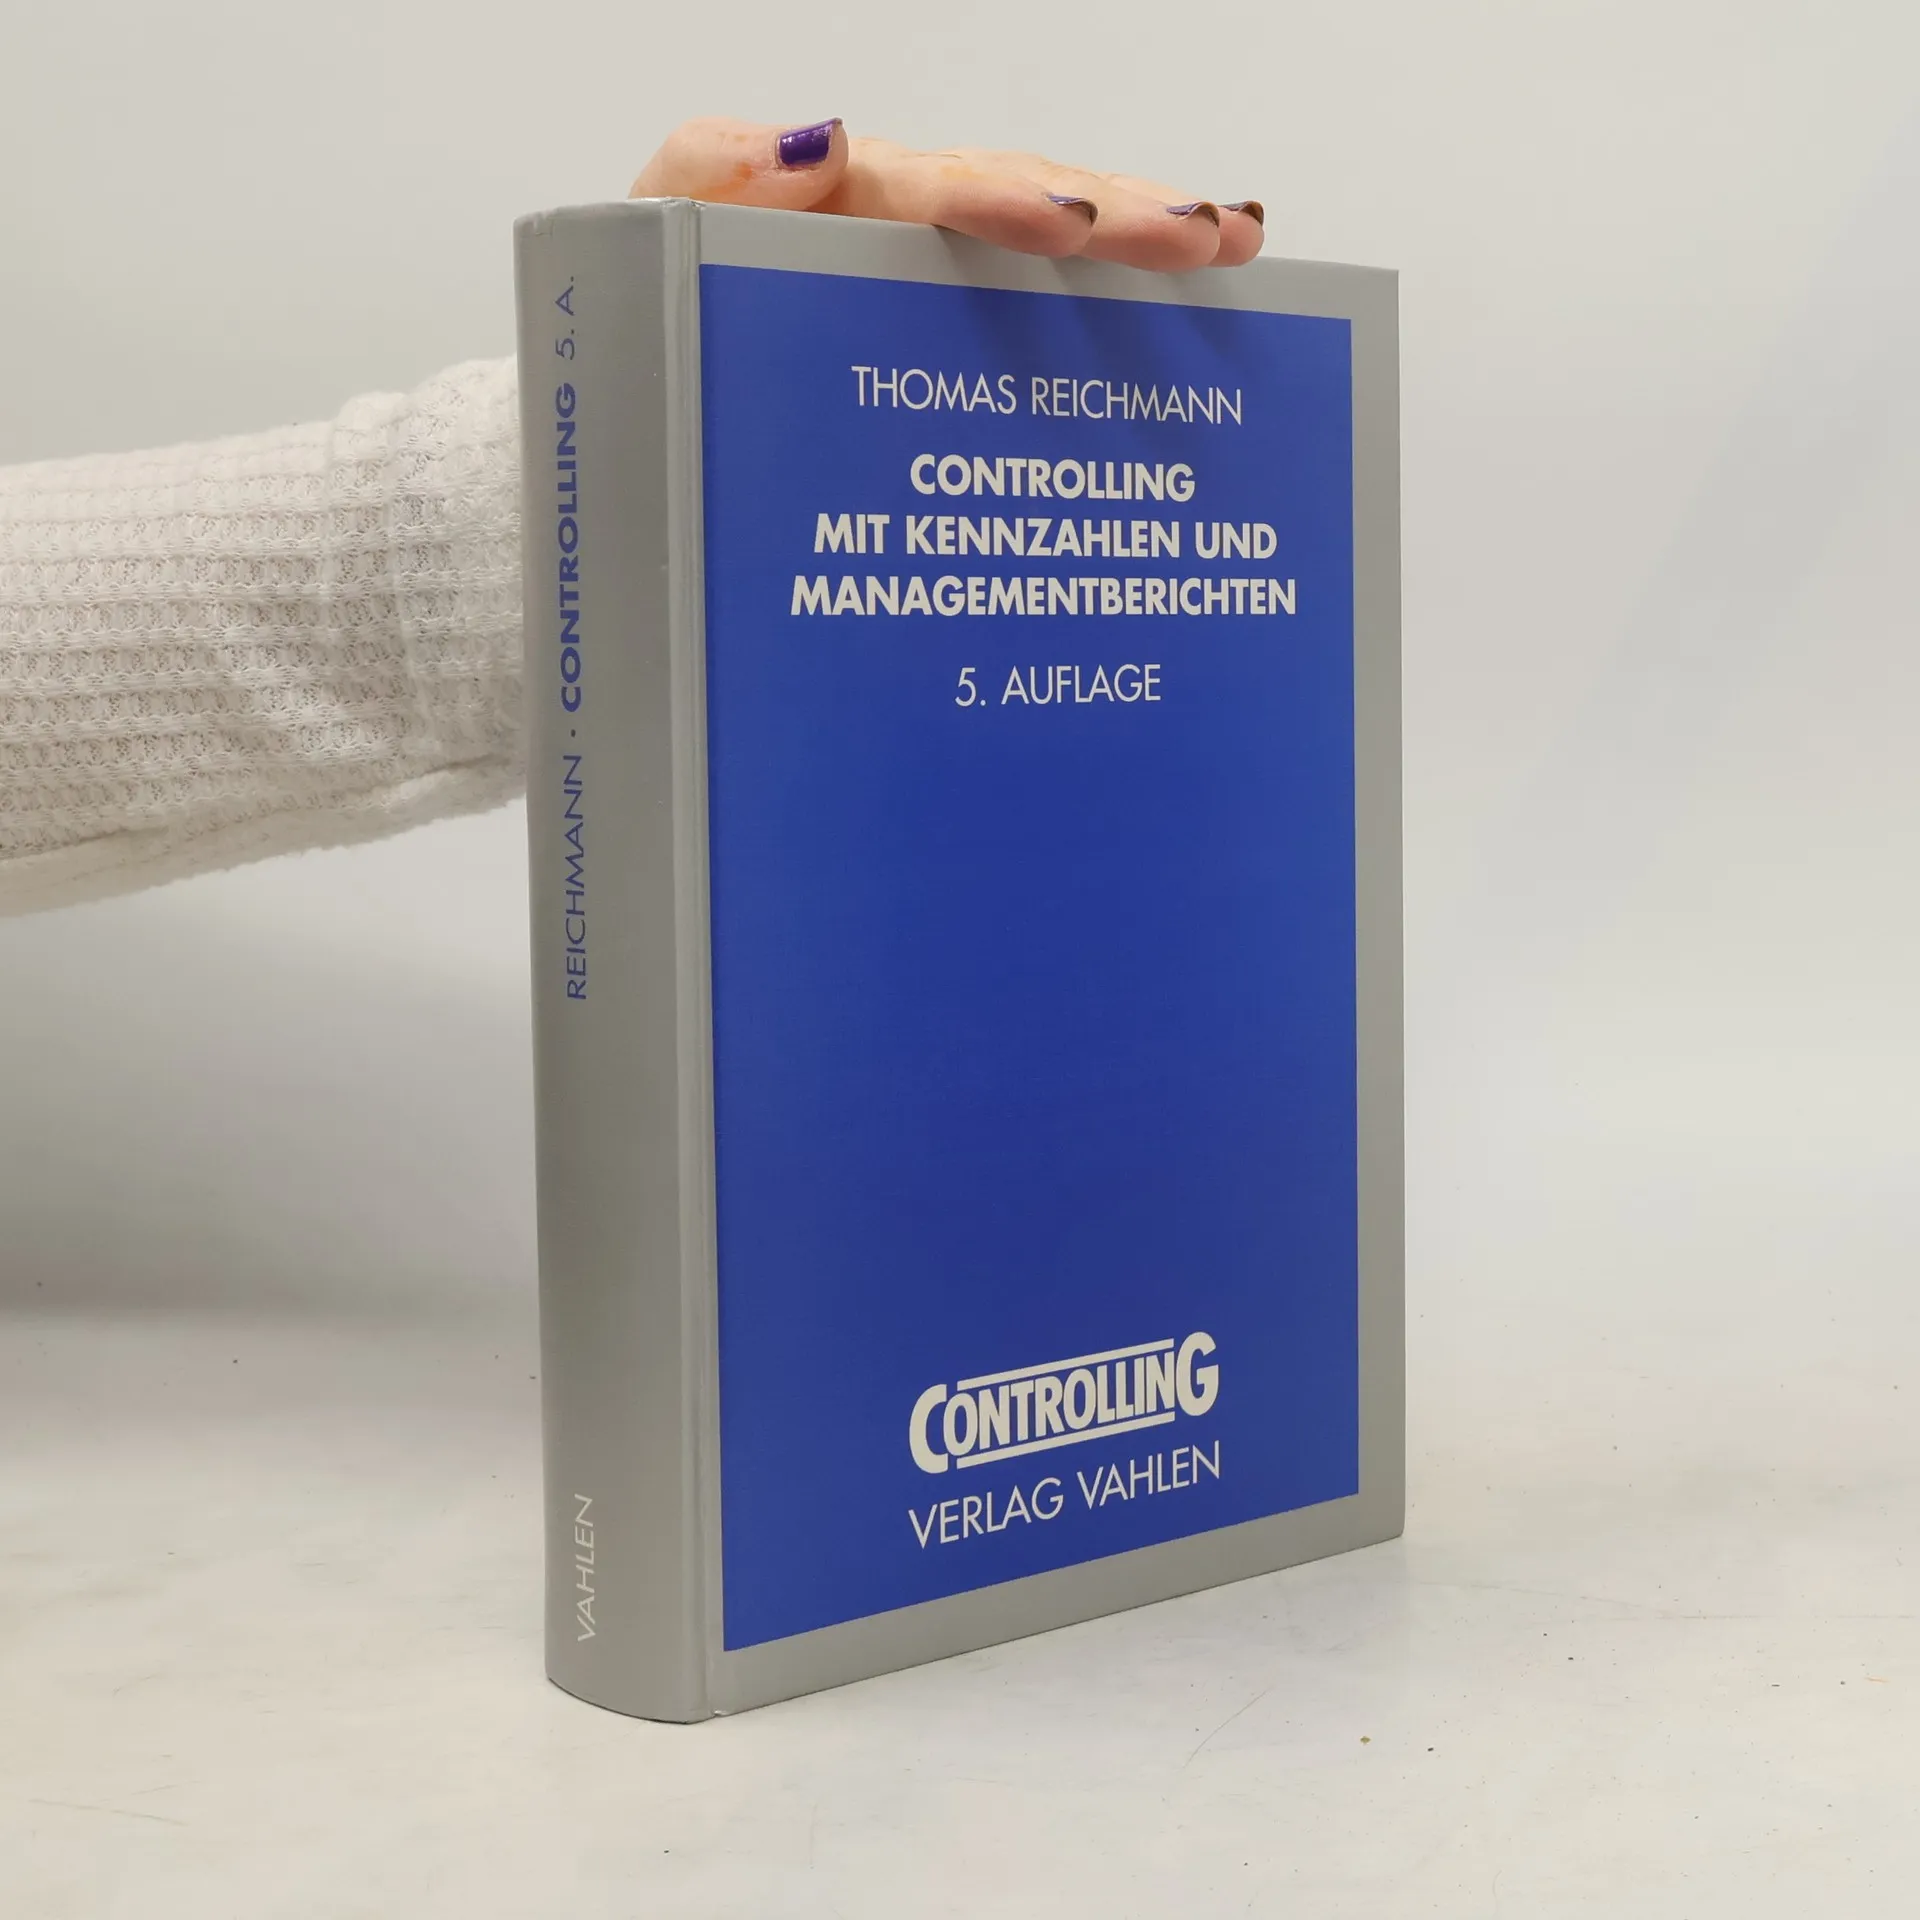 REICHMANN · CONTROLLING 5. A.
VAHLEN
THOMAS REICHMANN
CONTROLLING
MIT KENNZAHLEN UND
MANAGEMENTBERICHTEN
5. AUFLAGE
CONTROLLING
VERLAG VAHLEN